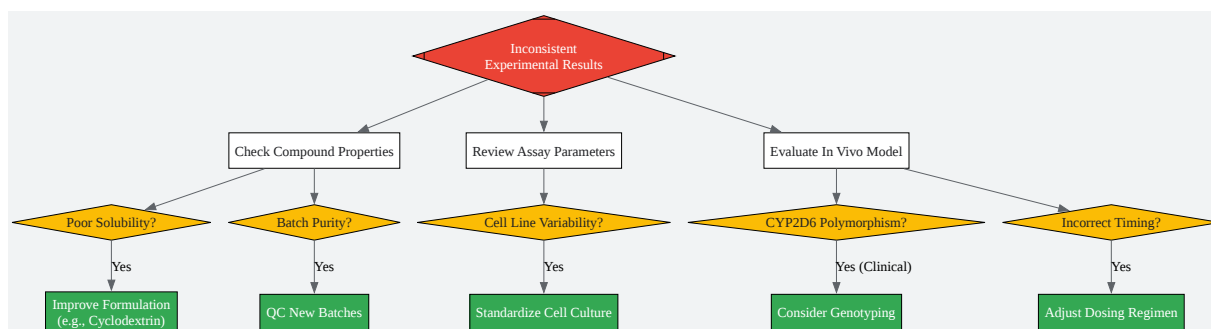 Inconsistent
Experimental Results
Check Compound Properties
Review Assay Parameters
Evaluate In Vivo Model
Poor Solubility?
Batch Purity?
Cell Line Variability?
CYP2D6 Polymorphism?
Incorrect Timing?
Yes
Yes
Yes
Yes (Clinical)
Yes
Improve Formulation
(e.g., Cyclodextrin)
QC New Batches
Standardize Cell Culture
Consider Genotyping
Adjust Dosing Regimen